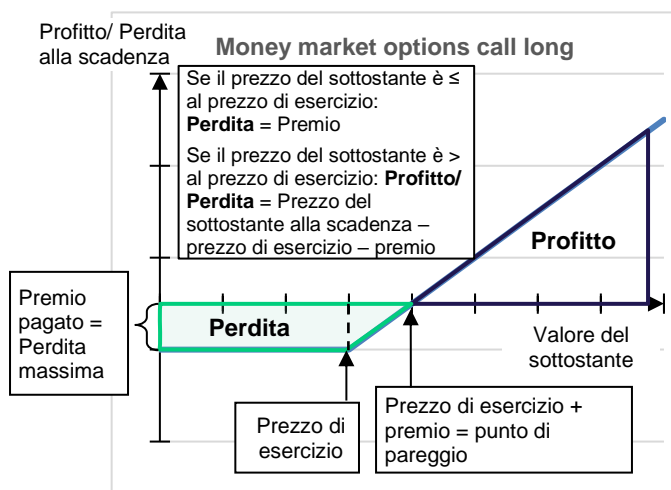 Profitto/ Perdita
alla scadenza
Money market options call long
Se il prezzo del sottostante è ≤
al prezzo di esercizio:
Perdita = Premio
Se il prezzo del sottostante è >
al prezzo di esercizio: Profitto/
Perdita = Prezzo del
sottostante alla scadenza –
prezzo di esercizio – premio
Profitto
Premio
pagato =
Perdita
massima
Perdita
Valore del
sottostante
Prezzo di
esercizio
Prezzo di esercizio +
premio = punto di
pareggio